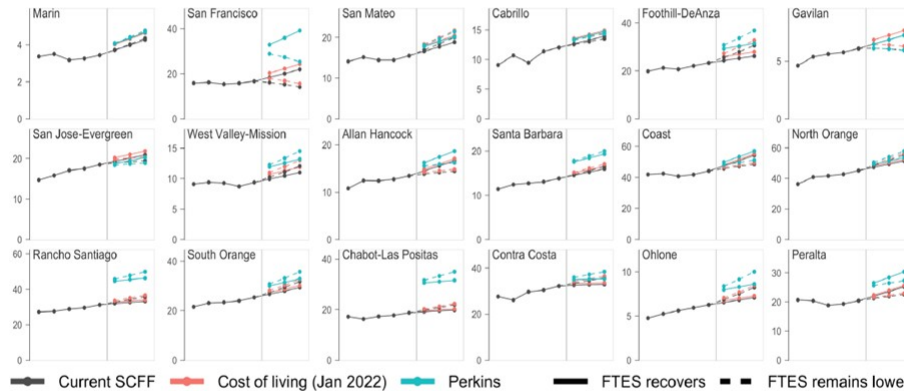 Marin
San Francisco
San Mateo
Cabrillo
Foothill-DeAnza
Gavilan
4
2
0
40
20
0
20
10
0
10
5
0
40
20
0
5
0
San Jose-Evergreen
West Valley-Mission
Allan Hancock
Santa Barbara
Coast
North Orange
20
10
0
15
10
5
0
20
15
10
5
0
20
10
0
60
40
20
0
60
40
20
0
Rancho Santiago
South Orange
Chabot-Las Positas
Contra Costa
Ohlone
Peralta
60
40
20
0
40
20
0
30
20
10
0
40
20
0
10
5
0
30
20
10
0
Current SCFF
Cost of living (Jan 2022)
Perkins
FTES recovers
FTES remains lowe